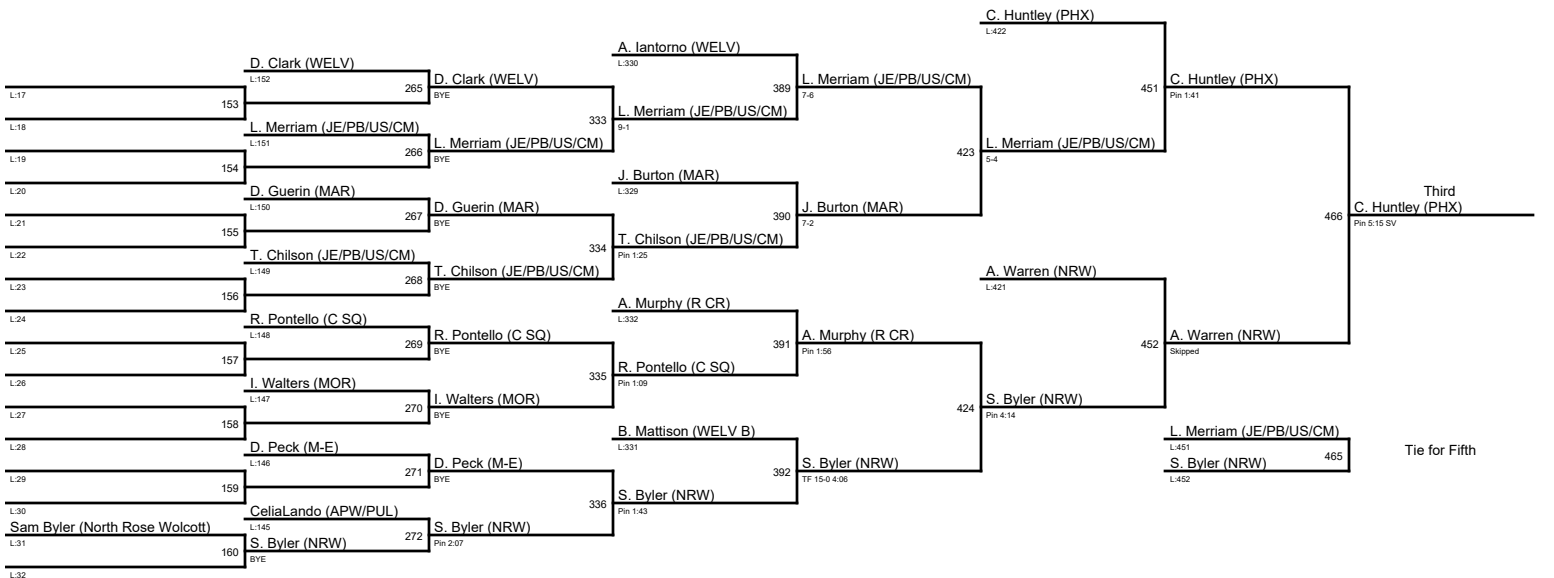 C. Huntley (PHX)
L:422
A. Iantorno (WELV)
L:330
D. Clark (WELV)
L:152
265
D. Clark (WELV)
BYE
389
L. Merriam (JE/PB/US/CM)
7-6
451
C. Huntley (PHX)
Pin 1:41
L:17
153
333
L. Merriam (JE/PB/US/CM)
9-1
L:18
L. Merriam (JE/PB/US/CM)
L:151
266
L. Merriam (JE/PB/US/CM)
BYE
423
L. Merriam (JE/PB/US/CM)
5-4
L:19
154
L:20
J. Burton (MAR)
L:329
D. Guerin (MAR)
L:150
267
D. Guerin (MAR)
BYE
390
J. Burton (MAR)
7-2
Third
466
C. Huntley (PHX)
Pin 5:15 SV
L:21
155
334
T. Chilson (JE/PB/US/CM)
Pin 1:25
L:22
T. Chilson (JE/PB/US/CM)
L:149
268
T. Chilson (JE/PB/US/CM)
BYE
A. Warren (NRW)
L:421
L:23
156
L:24
A. Murphy (R CR)
L:332
R. Pontello (C SQ)
L:148
269
R. Pontello (C SQ)
BYE
391
A. Murphy (R CR)
Pin 1:56
452
A. Warren (NRW)
Skipped
L:25
157
335
R. Pontello (C SQ)
Pin 1:09
L:26
I. Walters (MOR)
L:147
270
I. Walters (MOR)
BYE
424
S. Byler (NRW)
Pin 4:14
L:27
158
L:28
B. Mattison (WELV B)
L:331
L. Merriam (JE/PB/US/CM)
L:451
465
Tie for Fifth
D. Peck (M-E)
L:146
271
D. Peck (M-E)
BYE
392
S. Byler (NRW)
TF 15-0 4:06
S. Byler (NRW)
L:452
L:29
159
336
S. Byler (NRW)
Pin 1:43
L:30
CeliaLando (APW/PUL)
L:145
272
S. Byler (NRW)
Pin 2:07
Sam Byler (North Rose Wolcott)
L:31
160
S. Byler (NRW)
BYE
L:32